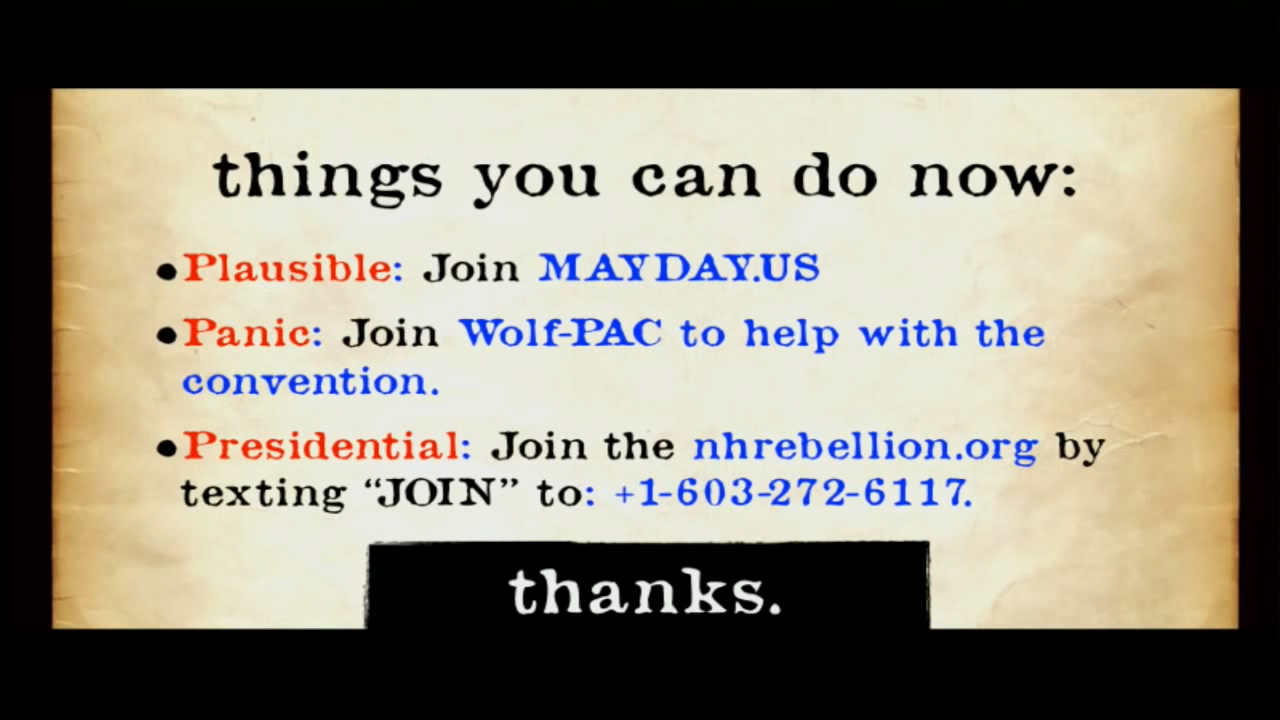 things you can do now:
•Plausible: Join MAYDAY.US
•Panic: Join Wolf-PAC to help with the
convention.
•Presidential: Join the nhrebellion.org by
texting “JOIN” to: +1-603-272-6117.
thanks.